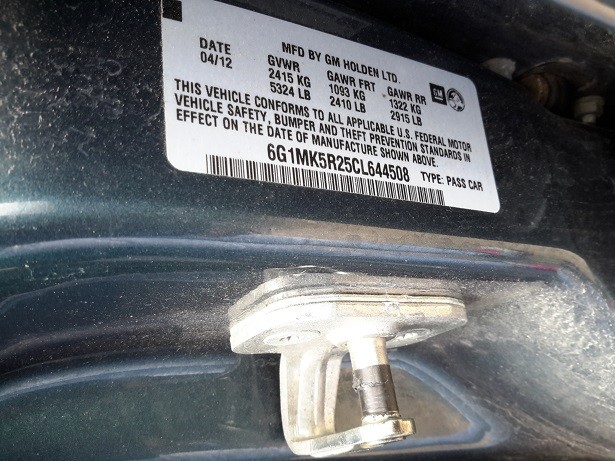 MFD BY GM HOLDEN LTD.
DATE GVWR GAWR FRT GAWR RR
04/12 2415 KG 1093 KG 1322 KG
5324 LB 2410 LB 2915 LB
GM
THIS VEHICLE CONFORMS TO ALL APPLICABLE U.S. FEDERAL MOTOR
VEHICLE SAFETY, BUMPER AND THEFT PREVENTION STANDARDS IN
EFFECT ON THE DATE OF MANUFACTURE SHOWN ABOVE.
6G1MK5R25CL644508 TYPE: PASS CAR